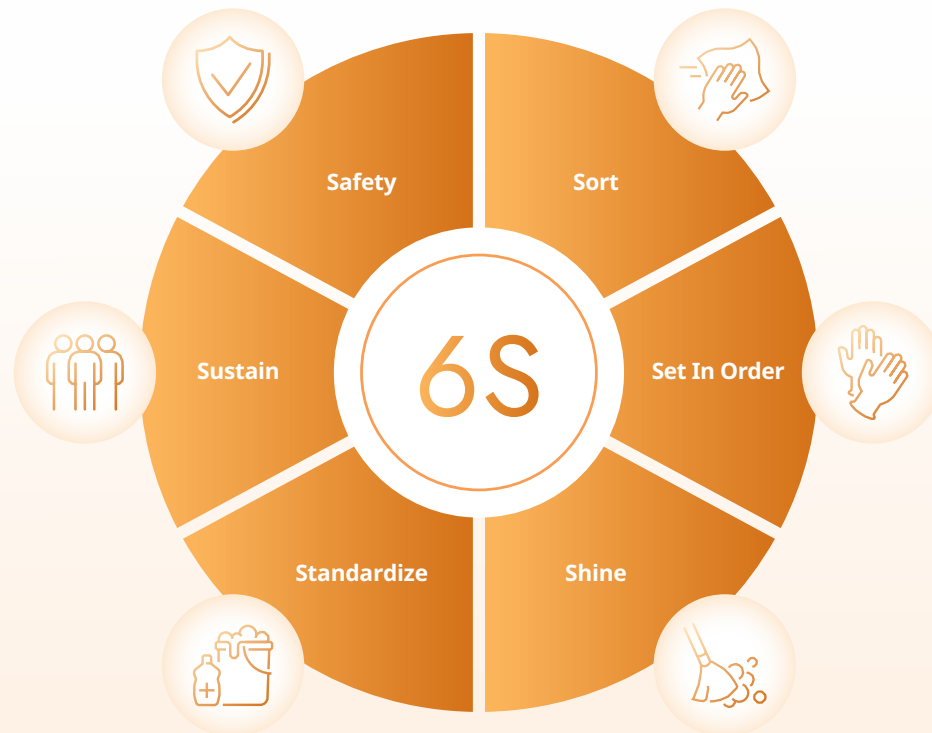 Safety
Sort
Sustain
6S
Set In Order
Standardize
Shine